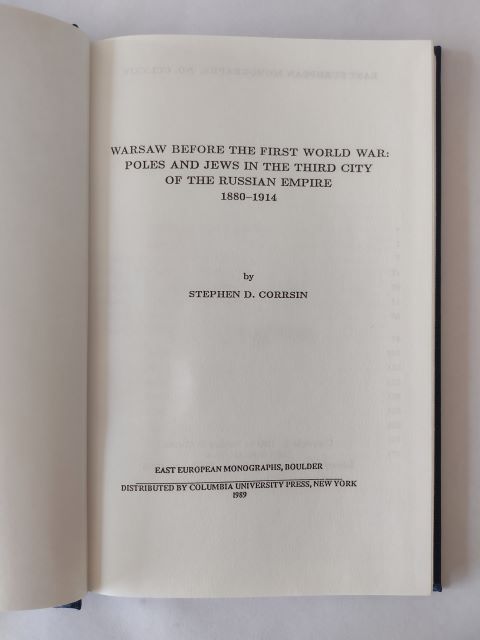 WARSAW BEFORE THE FIRST WORLD WAR:
POLES AND JEWS IN THE THIRD CITY
OF THE RUSSIAN EMPIRE
1880–1914
by
STEPHEN D. CORRSIN
EAST EUROPEAN MONOGRAPHS, BOULDER
DISTRIBUTED BY COLUMBIA UNIVERSITY PRESS, NEW YORK
1989